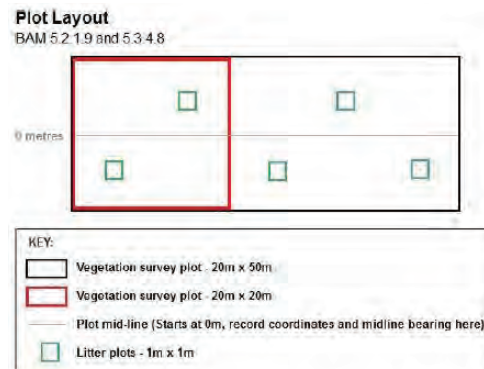 Plot Layout
BAM 5.2.1.9 and 5.3.4.8
0 metres
KEY:
Vegetation survey plot - 20m x 50m
Vegetation survey plot - 20m x 20m
Plot mid-line (Starts at 0m, record coordinates and midline bearing here)
Litter plots - 1m x 1m